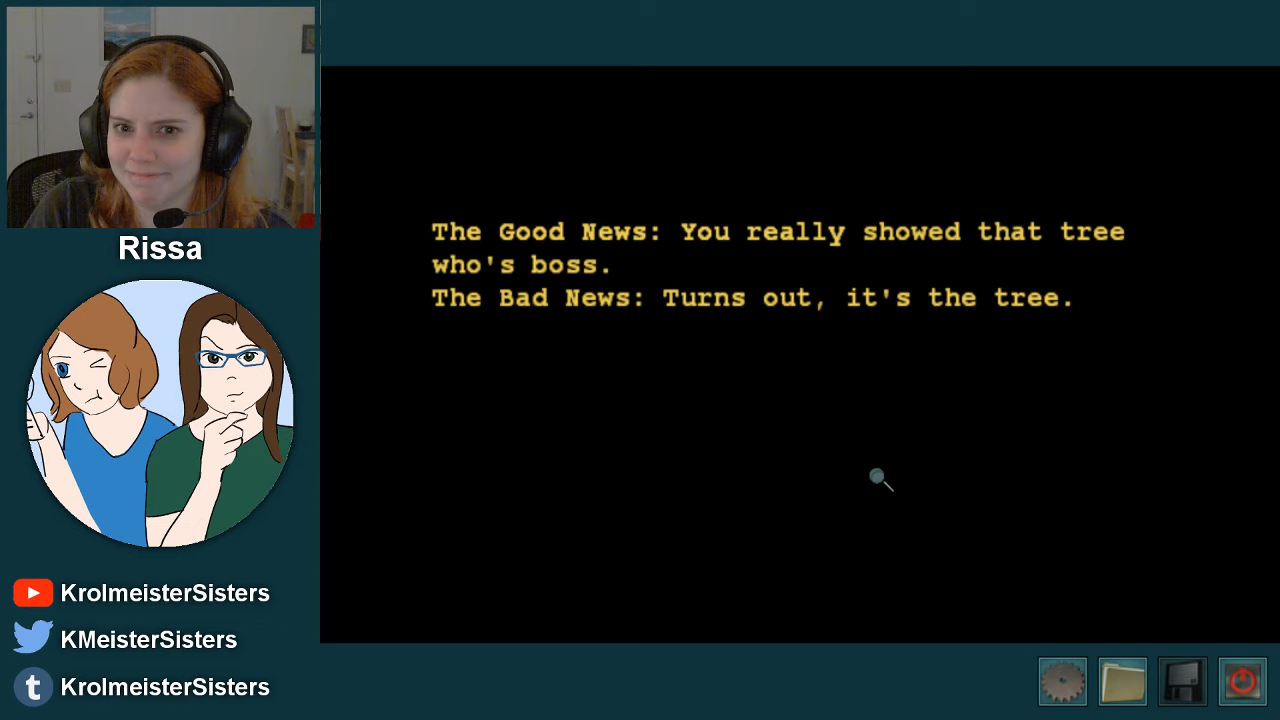 Rissa
The Good News: You really showed that tree
who's boss.
The Bad News: Turns out, it's the tree.
KrolmeisterSisters
KMeisterSisters
KrolmeisterSisters